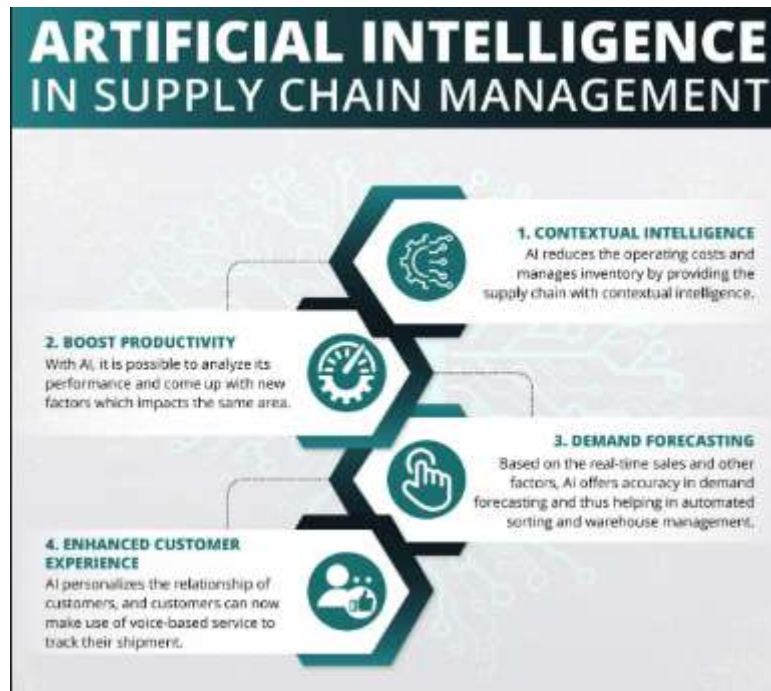 ARTIFICIAL INTELLIGENCE
IN SUPPLY CHAIN MANAGEMENT
1. CONTEXTUAL INTELLIGENCE
AI reduces the operating costs and
manages inventory by providing the
supply chain with contextual intelligence.
2. BOOST PRODUCTIVITY
With AI, it is possible to analyze its
performance and come up with new
factors which impacts the same area.
3. DEMAND FORECASTING
Based on the real-time sales and other
factors, AI offers accuracy in demand
forecasting and thus helping in automated
sorting and warehouse management.
4. ENHANCED CUSTOMER
EXPERIENCE
AI personalizes the relationship of
customers, and customers can now
make use of voice-based service to
track their shipment.